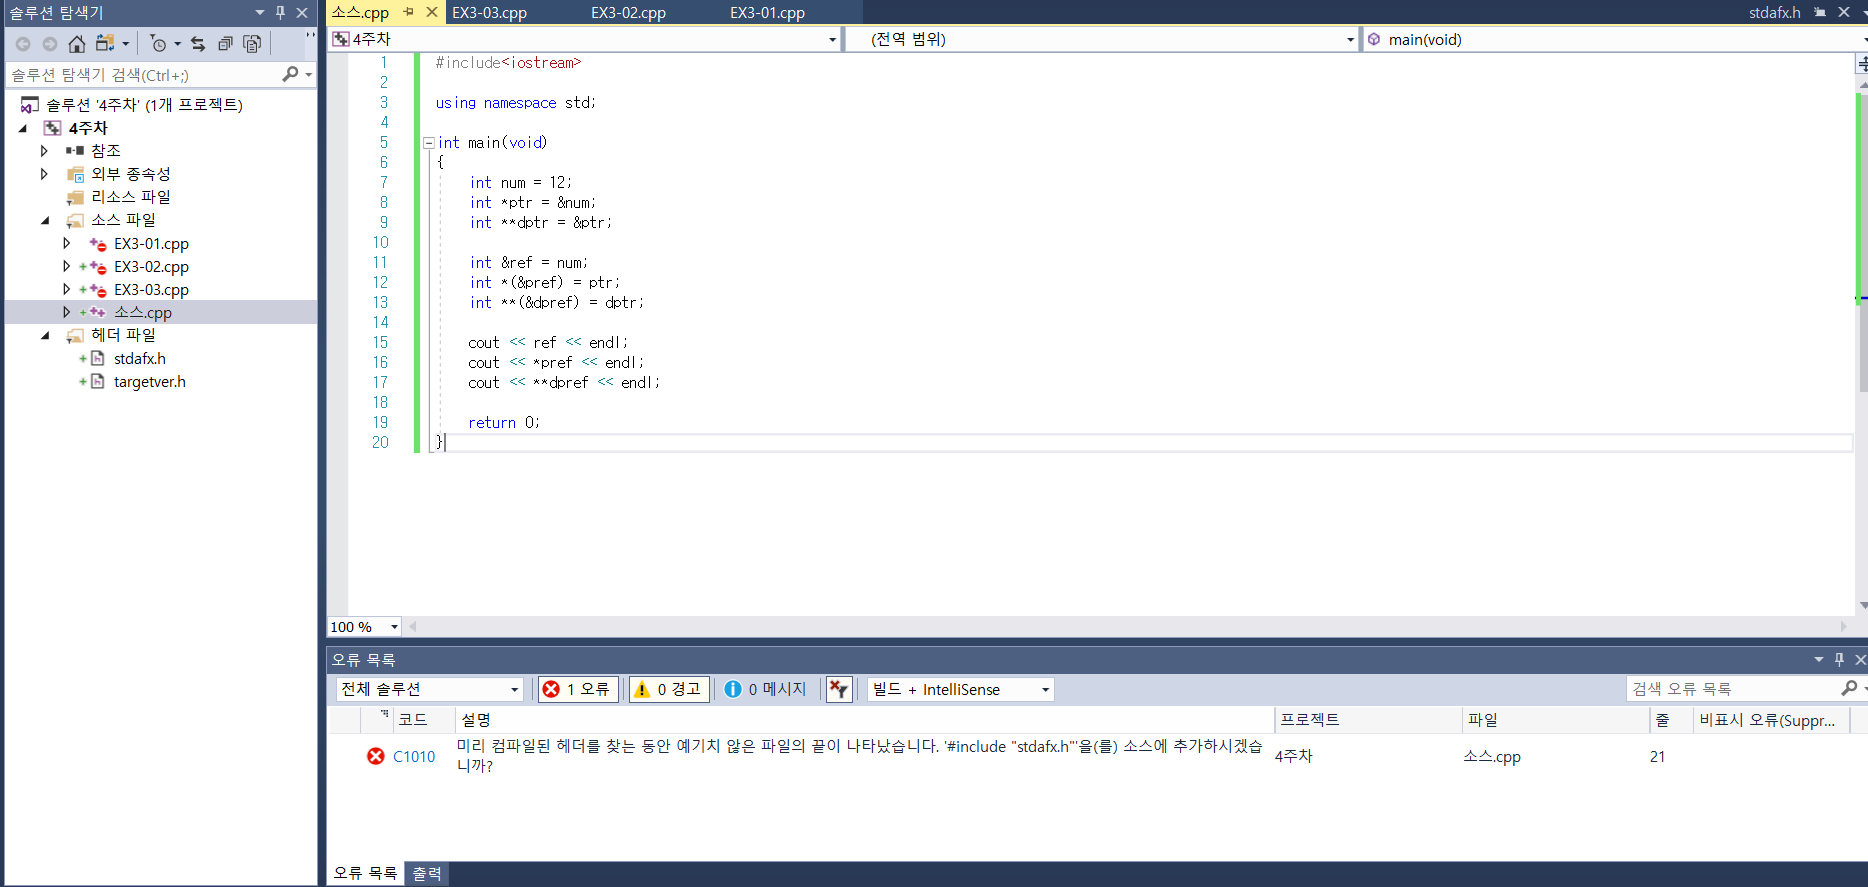 솔루션 탐색기
솔루션 탐색기 검색(Ctrl+;)
솔루션 '4주차' (1개 프로젝트)
4주차
참조
외부 종속성
리소스 파일
소스 파일
EX3-01.cpp
EX3-02.cpp
EX3-03.cpp
소스.cpp
헤더 파일
stdafx.h
targetver.h
소스.cpp EX3-03.cpp EX3-02.cpp EX3-01.cpp stdafx.h
4주차 (전역 범위) main(void)
1 #include<iostream>
2
3 using namespace std;
4
5 int main(void)
6 {
7 int num = 12;
8 int *ptr = &num;
9 int **dptr = &ptr;
10
11 int &ref = num;
12 int *(&pref) = ptr;
13 int **(&dpref) = dptr;
14
15 cout << ref << endl;
16 cout << *pref << endl;
17 cout << **dpref << endl;
18
19 return 0;
20 }
100 %
오류 목록
전체 솔루션 1 오류 0 경고 0 메시지 빌드 + IntelliSense 검색 오류 목록
코드 설명 프로젝트 파일 줄 비표시 오류(Suppr...
C1010 미리 컴파일된 헤더를 찾는 동안 예기치 않은 파일의 끝이 나타났습니다. '#include "stdafx.h"'을(를) 소스에 추가하시겠습니까? 4주차 소스.cpp 21
오류 목록 출력